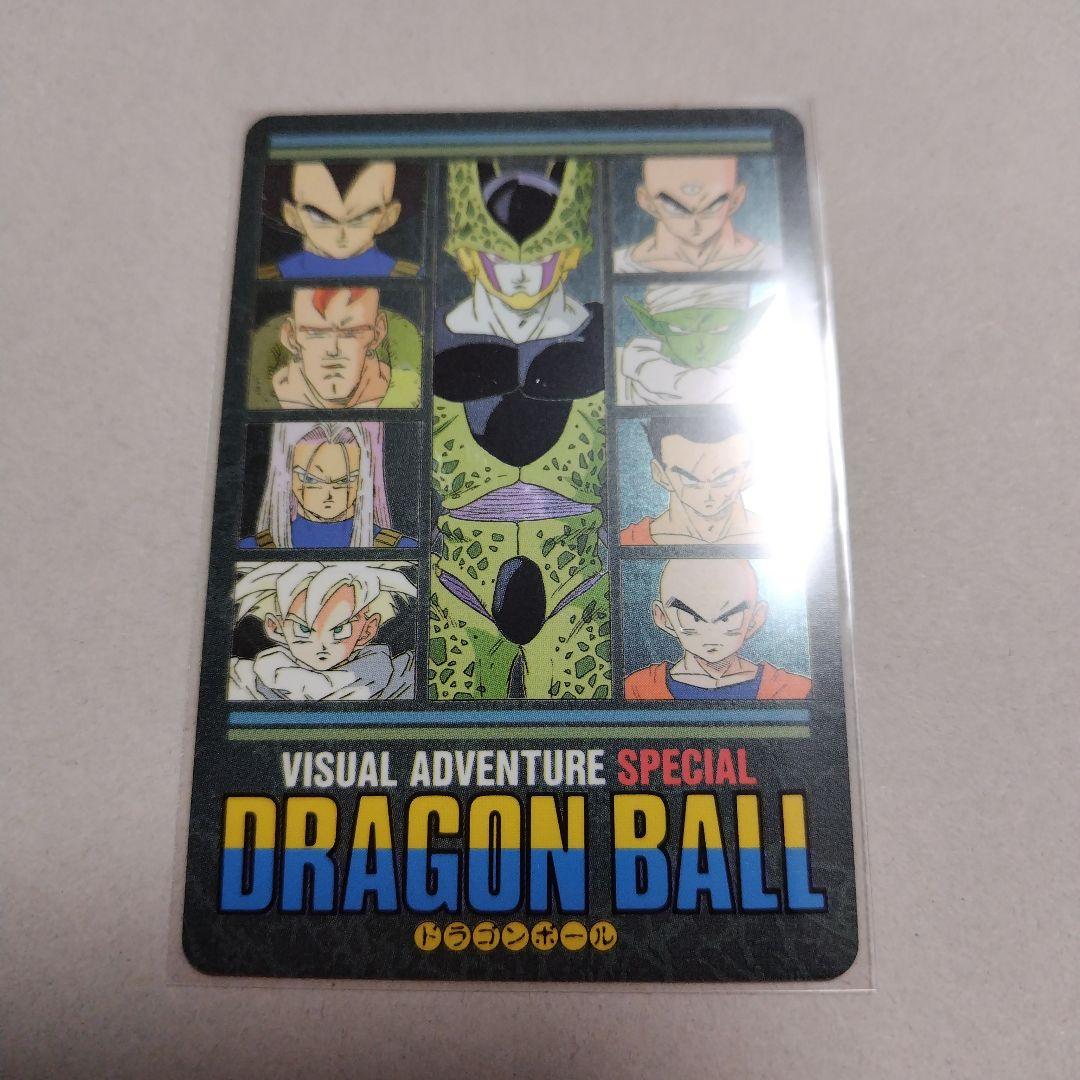 VISUAL ADVENTURE SPECIAL
DRAGON BALL
ドラゴンボール